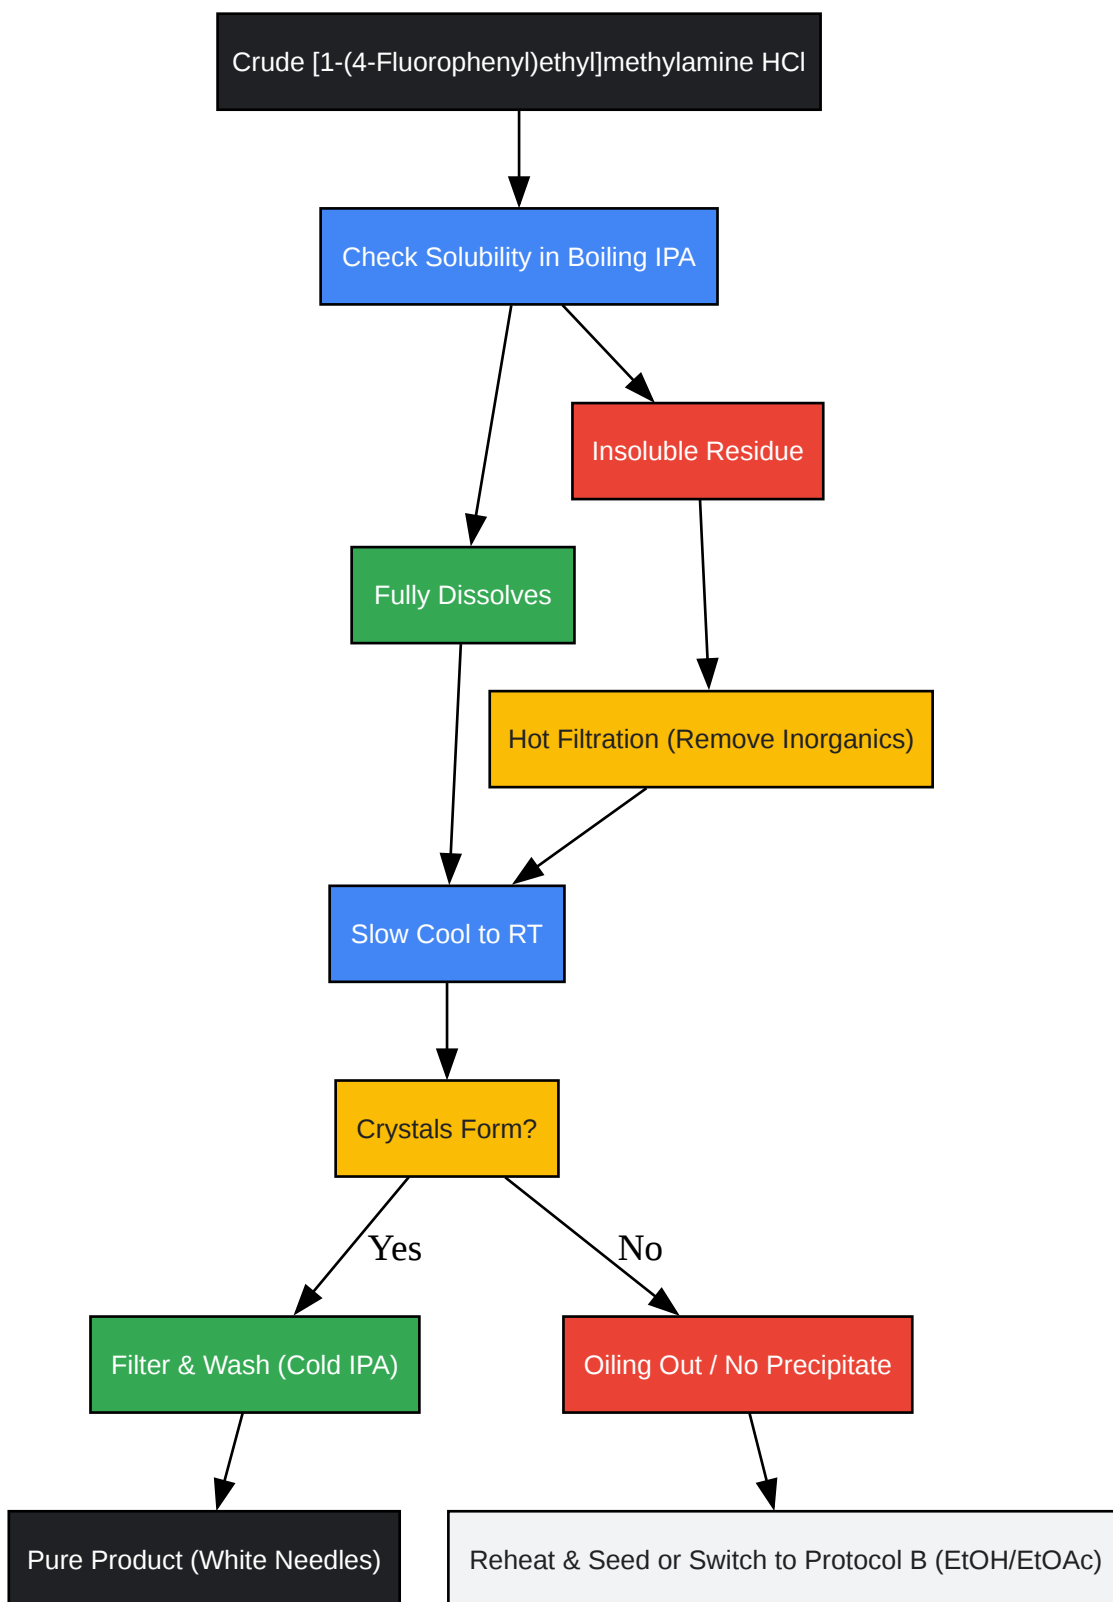 Crude [1-(4-Fluorophenyl)ethyl]methylamine HCl
Check Solubility in Boiling IPA
Insoluble Residue
Fully Dissolves
Hot Filtration (Remove Inorganics)
Slow Cool to RT
Crystals Form?
Yes
No
Filter & Wash (Cold IPA)
Oiling Out / No Precipitate
Pure Product (White Needles)
Reheat & Seed or Switch to Protocol B (EtOH/EtOAc)